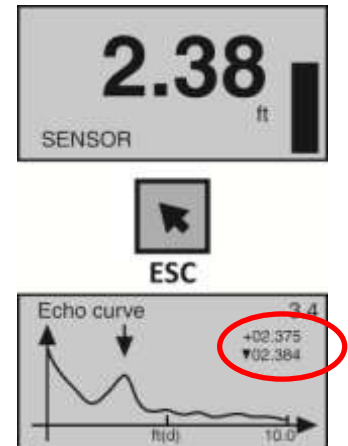 2.38
ft
SENSOR
ESC
Echo curve 3.4
+02.375
▼02.384
ft(d) 10.0